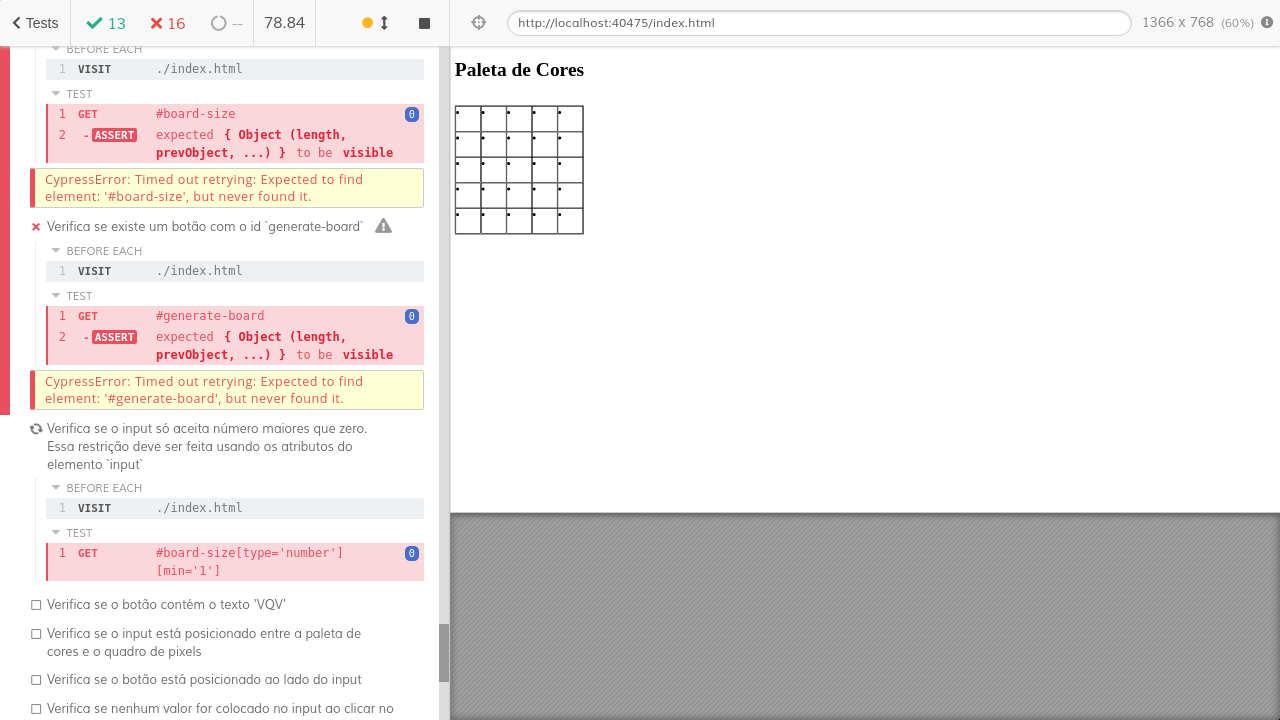 Tests 13 16 -- 78.84 http://localhost:40475/index.html 1366 x 768 (60%)
BEFORE EACH
1 VISIT ./index.html
TEST
1 GET #board-size 0
2 -ASSERT expected { Object (length,
prevObject, ...) } to be visible
CypressError: Timed out retrying: Expected to find
element: '#board-size', but never found it.
Verifica se existe um botão com o id `generate-board`
BEFORE EACH
1 VISIT ./index.html
TEST
1 GET #generate-board 0
2 -ASSERT expected { Object (length,
prevObject, ...) } to be visible
CypressError: Timed out retrying: Expected to find
element: '#generate-board', but never found it.
Verifica se o input só aceita número maiores que zero.
Essa restrição deve ser feita usando os atributos do
elemento `input`
BEFORE EACH
1 VISIT ./index.html
TEST
1 GET #board-size[type='number'] 0
[min='1']
Verifica se o botão contém o texto 'VQV'
Verifica se o input está posicionado entre a paleta de
cores e o quadro de pixels
Verifica se o botão está posicionado ao lado do input
Verifica se nenhum valor for colocado no input ao clicar no
Paleta de Cores